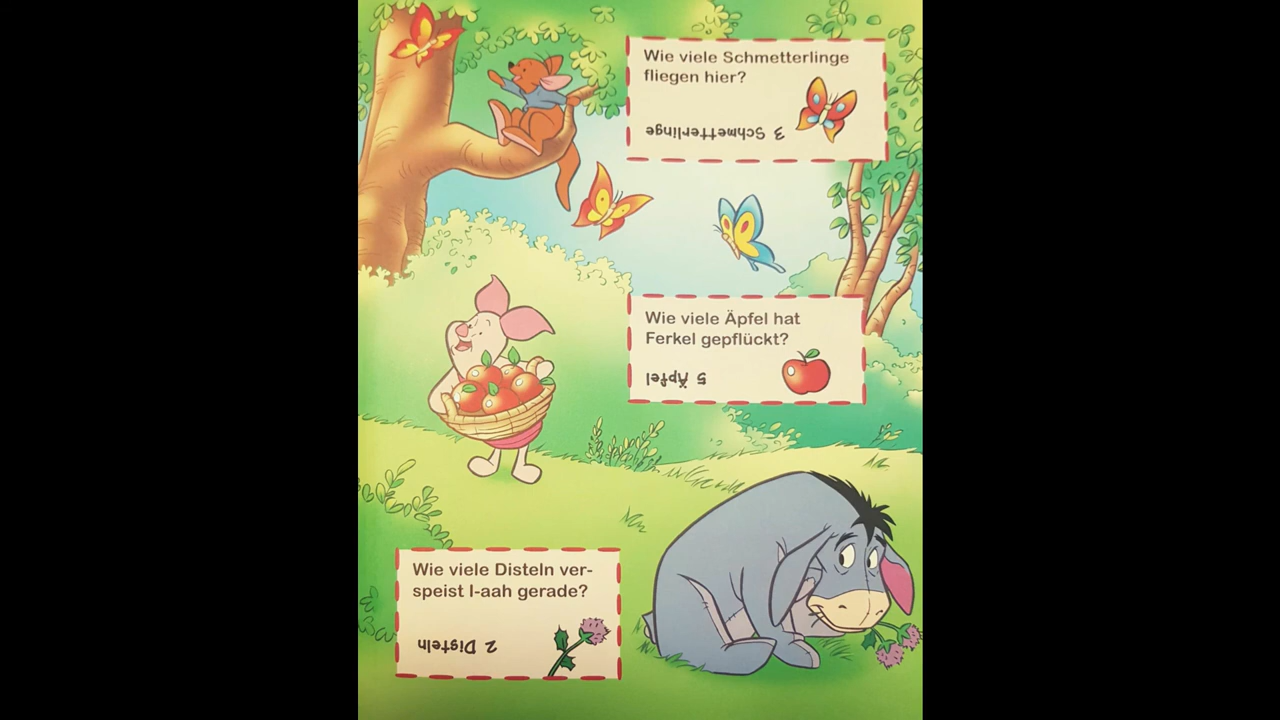 Wie viele Schmetterlinge
fliegen hier?
3 Schmetterlinge
Wie viele Äpfel hat
Ferkel gepflückt?
5 Äpfel
Wie viele Disteln ver-
speist I-aah gerade?
2 Disteln